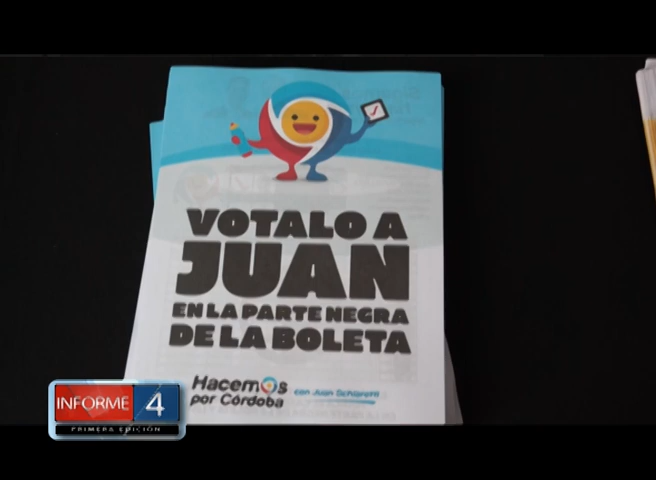 VOTALO A
JUAN
EN LA PARTE NEGRA
DE LA BOLETA
Hacemos
por Córdoba
con Juan Schiaretti
INFORME 4
PRIMERA EDICIÓN